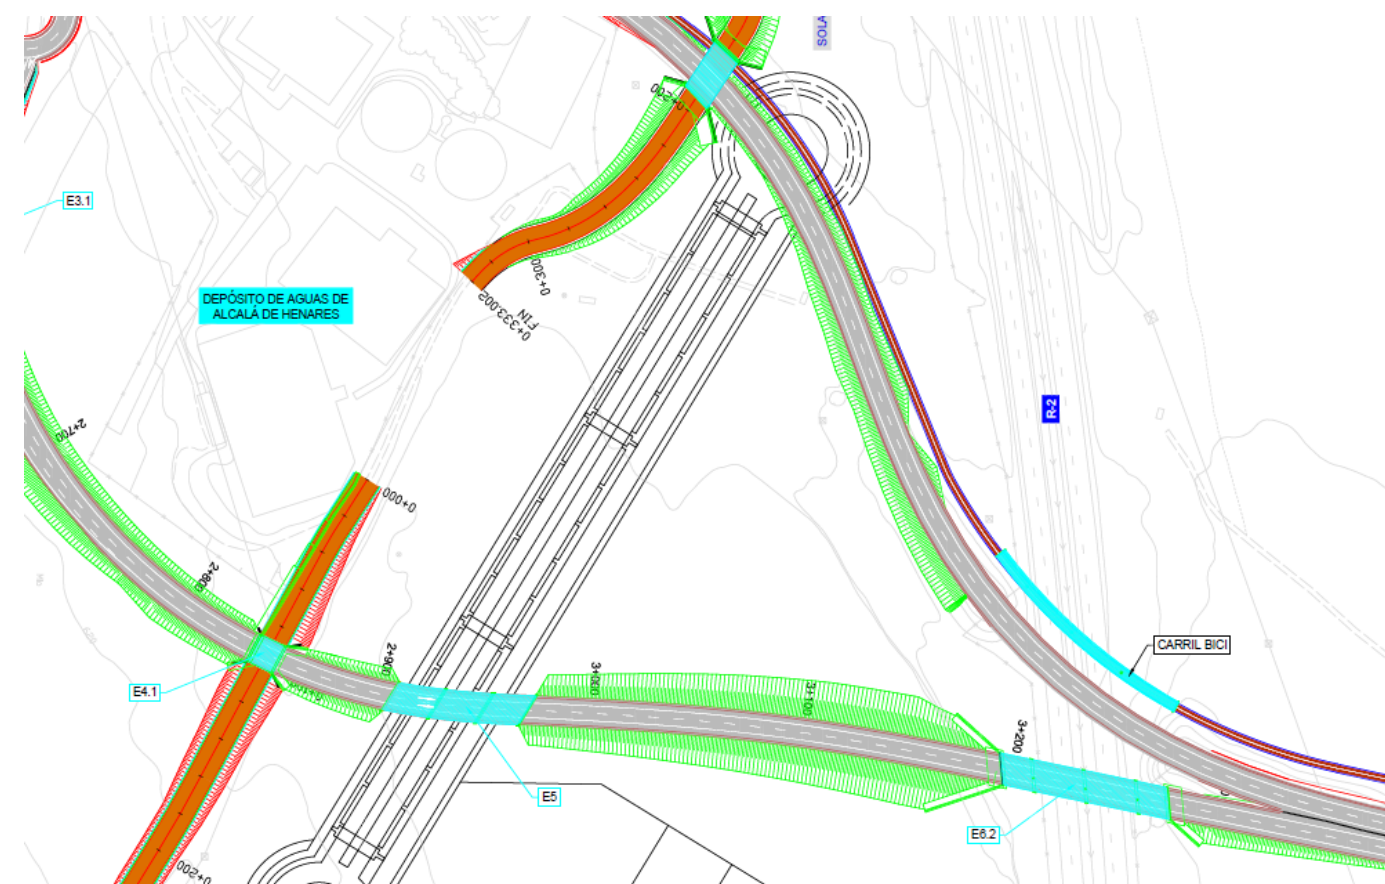 SOLA
0+200
E3.1
DEPÓSITO DE AGUAS DE
ALCALÁ DE HENARES
0+300
0+333.002
FIN
R-2
2+700
0+000
2+800
CARRIL BICI
2+900
3+000
3+100
E4.1
0+100
3+200
E5
E6.2
0+200